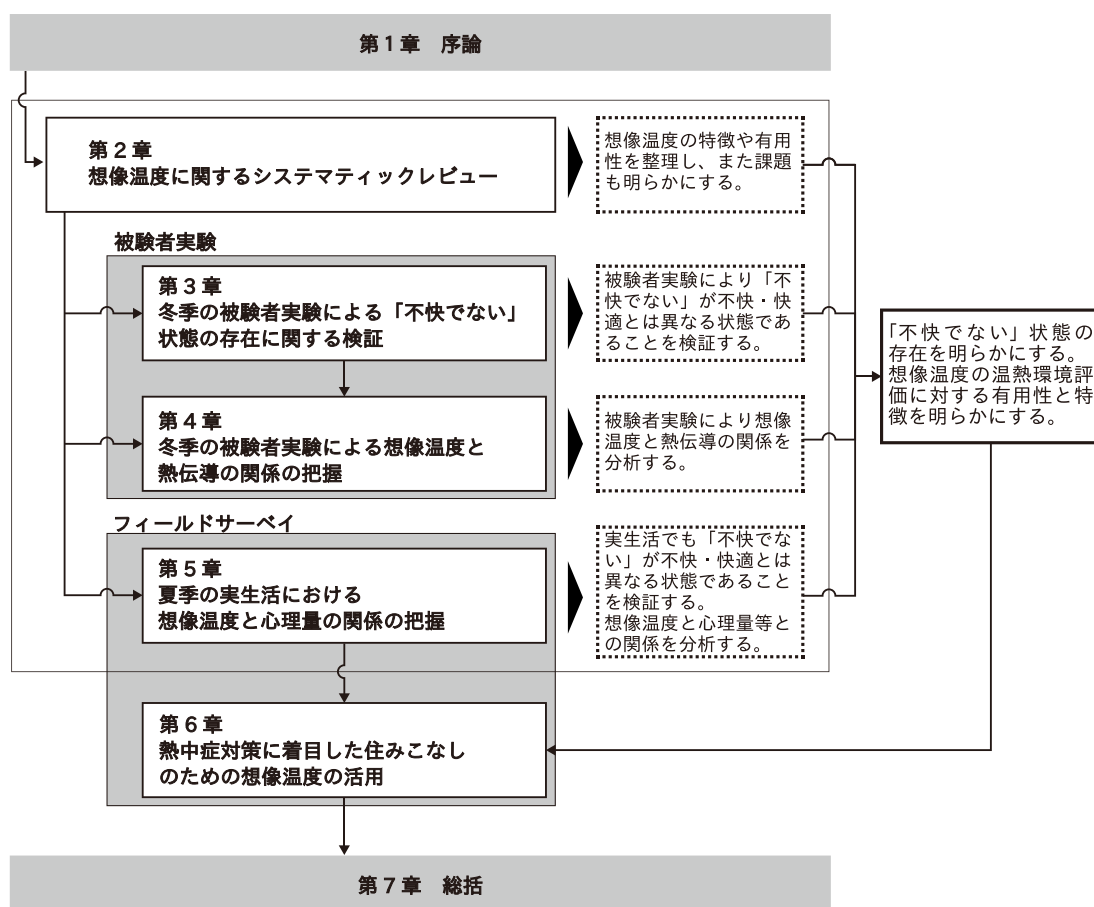 第１章　序論
第２章
想像温度に関するシステマティックレビュー
想像温度の特徴や有用
性を整理し、また課題
も明らかにする。
被験者実験
第３章
冬季の被験者実験による「不快でない」
状態の存在に関する検証
被験者実験により「不
快でない」が不快・快
適とは異なる状態であ
ることを検証する。
第４章
冬季の被験者実験による想像温度と
熱伝導の関係の把握
被験者実験により想像
温度と熱伝導の関係を
分析する。
「不快でない」状態の
存在を明らかにする。
想像温度の温熱環境評
価に対する有用性と特
徴を明らかにする。
フィールドサーベイ
第５章
夏季の実生活における
想像温度と心理量の関係の把握
実生活でも「不快でな
い」が不快・快適とは
異なる状態であること
を検証する。
想像温度と心理量等と
の関係を分析する。
第６章
熱中症対策に着目した住みこなし
のための想像温度の活用
第７章　総括